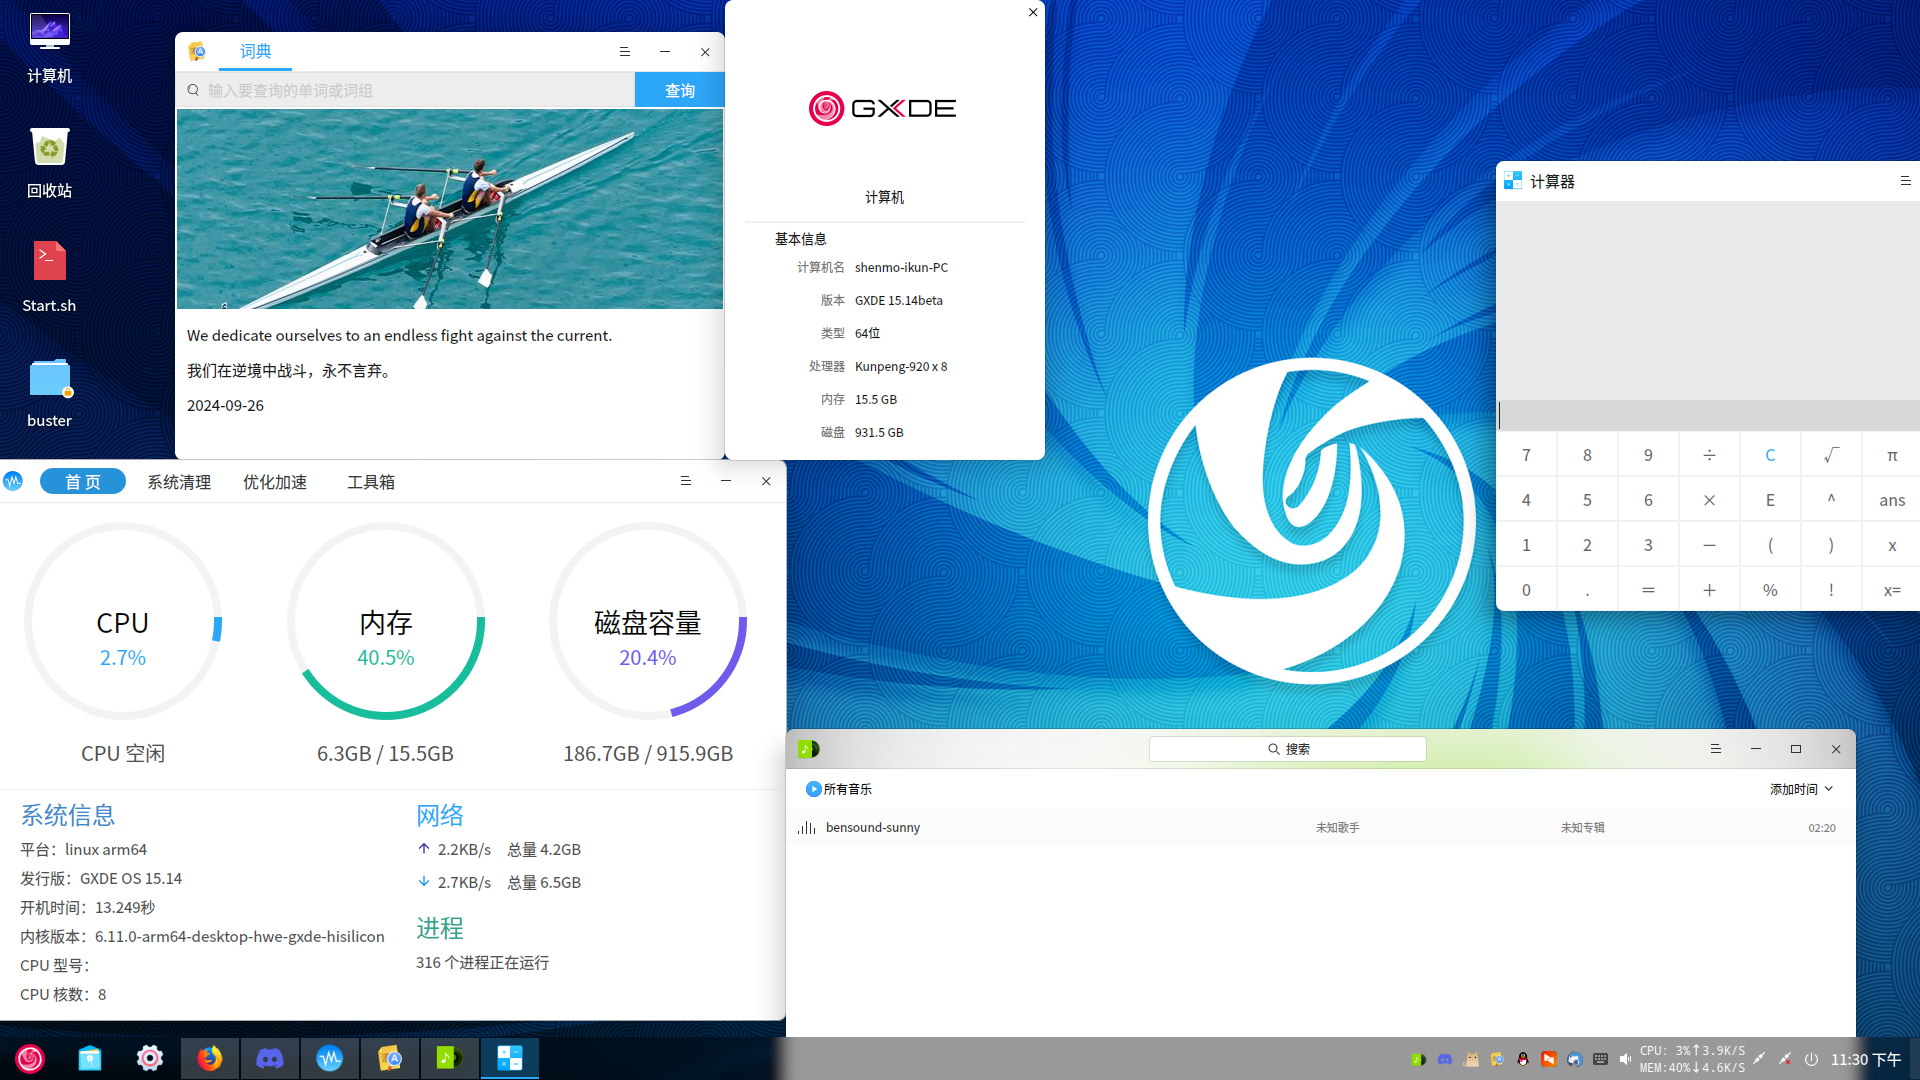 计算机
回收站
Start.sh
buster
词典
输入要查询的单词或词组
查询
We dedicate ourselves to an endless fight against the current.
我们在逆境中战斗，永不言弃。
2024-09-26
GXDE
计算机
基本信息
计算机名 shenmo-ikun-PC
版本 GXDE 15.14beta
类型 64位
处理器 Kunpeng-920 x 8
内存 15.5 GB
磁盘 931.5 GB
计算器
7 8 9 ÷ C √ π
4 5 6 × E ^ ans
1 2 3 − ( ) x
0 . = + % ! x=
首页 系统清理 优化加速 工具箱
CPU
2.7%
CPU 空闲
内存
40.5%
6.3GB / 15.5GB
磁盘容量
20.4%
186.7GB / 915.9GB
系统信息
平台：linux arm64
发行版：GXDE OS 15.14
开机时间：13.249秒
内核版本：6.11.0-arm64-desktop-hwe-gxde-hisilicon
CPU 型号：
CPU 核数：8
网络
↑ 2.2KB/s 总量 4.2GB
↓ 2.7KB/s 总量 6.5GB
进程
316 个进程正在运行
搜索
所有音乐 添加时间
bensound-sunny 未知歌手 未知专辑 02:20
CPU: 3%↑3.9K/S
MEM:40%↓4.6K/S
11:30 下午